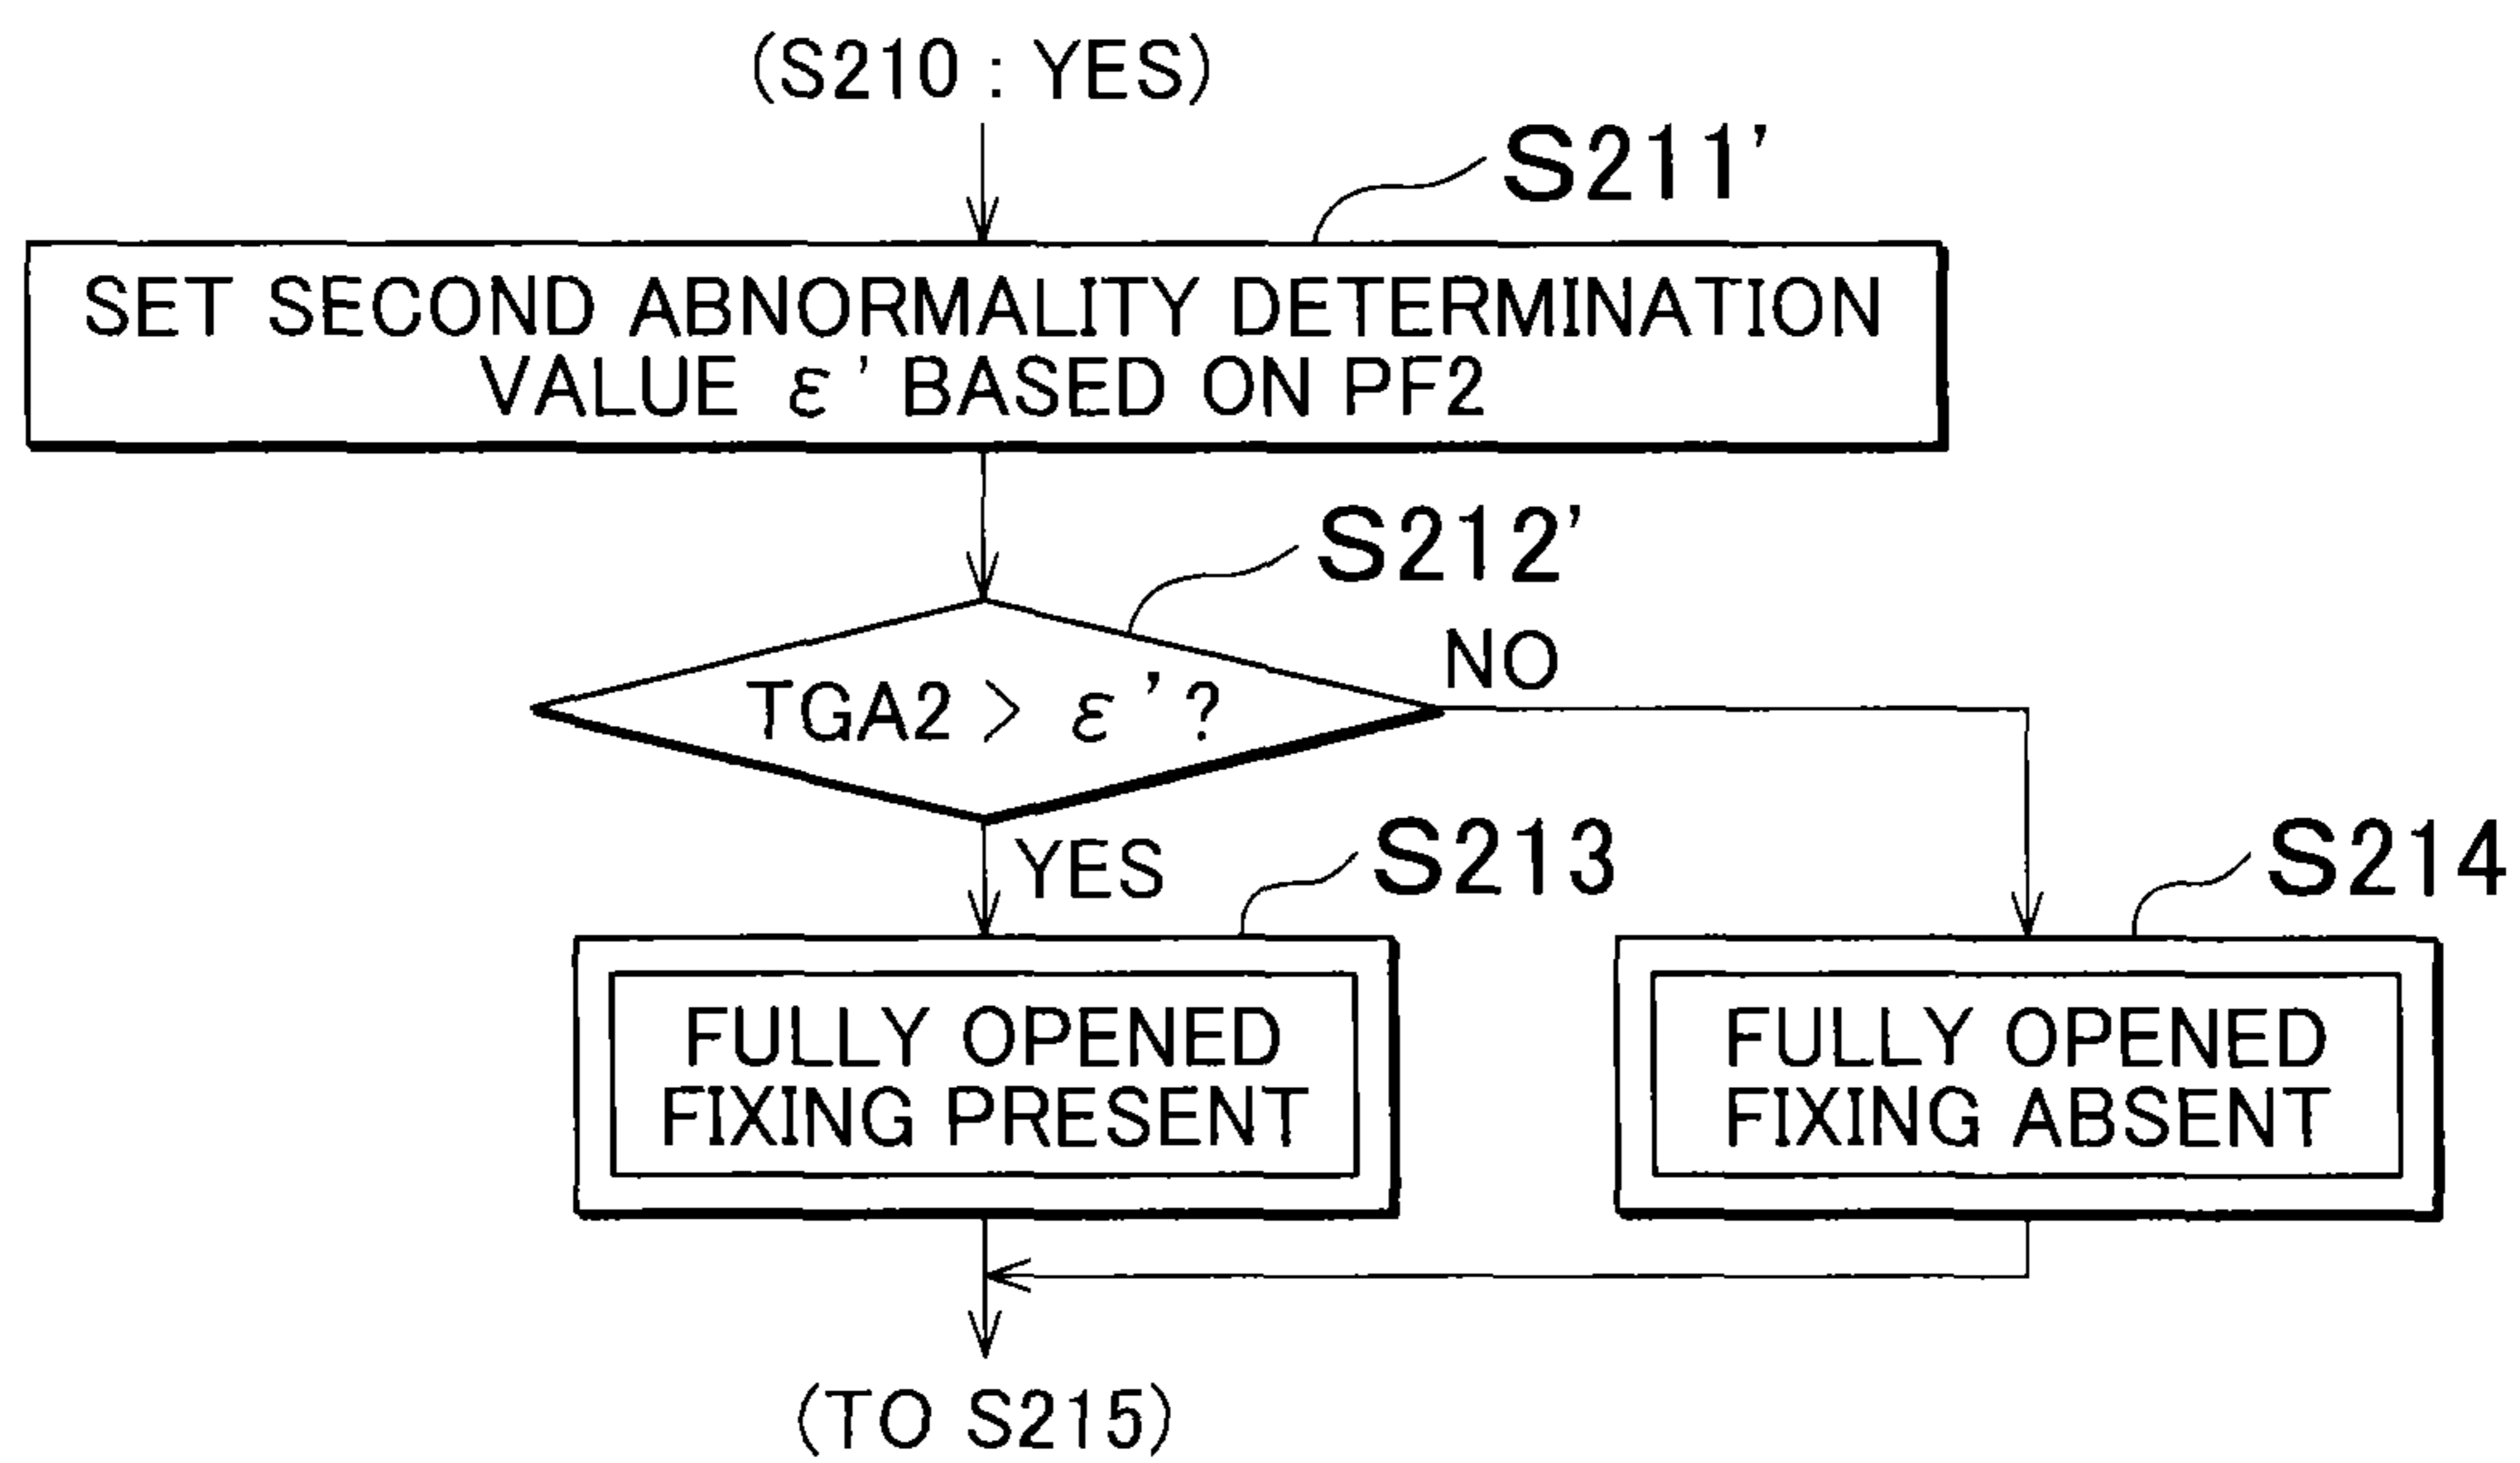 (S210 : YES)
S211'
SET SECOND ABNORMALITY DETERMINATION
VALUE ε' BASED ON PF2
S212'
TGA2 > ε'?
NO
YES
S213
S214
FULLY OPENED
FIXING PRESENT
FULLY OPENED
FIXING ABSENT
(TO S215)